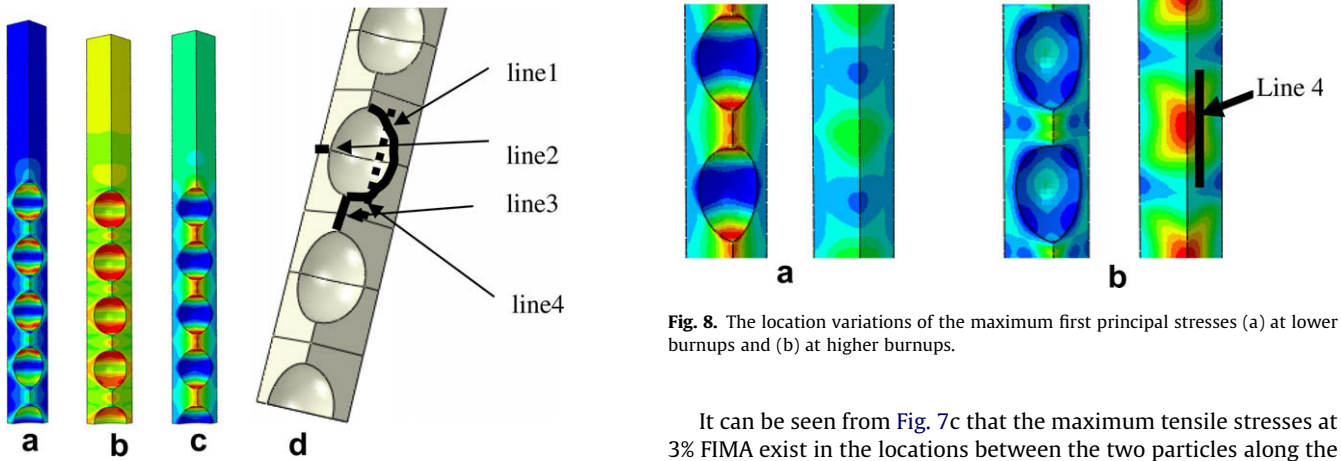 line1
line2
line3
line4
a b c d
Line 4
a b
Fig. 8. The location variations of the maximum first principal stresses (a) at lower
burnups and (b) at higher burnups.
It can be seen from Fig. 7c that the maximum tensile stresses at
3% FIMA exist in the locations between the two particles along the